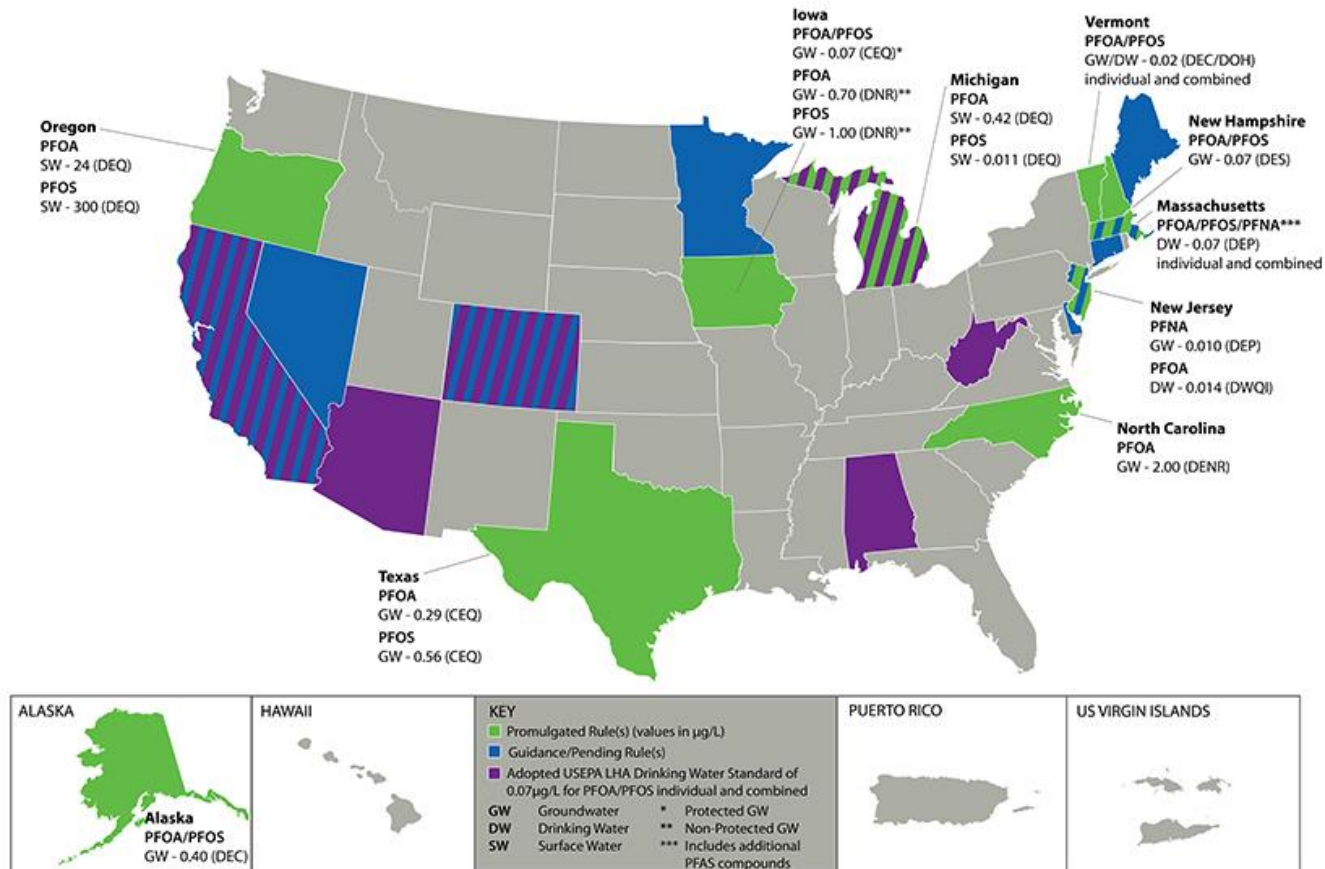 Iowa
PFOA/PFOS
GW - 0.07 (CEQ)*
PFOA
GW - 0.70 (DNR)**
PFOS
GW - 1.00 (DNR)**
Michigan
PFOA
SW - 0.42 (DEQ)
PFOS
SW - 0.011 (DEQ)
Vermont
PFOA/PFOS
GW/DW - 0.02 (DEC/DOH)
individual and combined
New Hampshire
PFOA/PFOS
GW - 0.07 (DES)
Massachusetts
PFOA/PFOS/PFNA***
DW - 0.07 (DEP)
individual and combined
Oregon
PFOA
SW - 24 (DEQ)
PFOS
SW - 300 (DEQ)
New Jersey
PFNA
GW - 0.010 (DEP)
PFOA
DW - 0.014 (DWQI)
North Carolina
PFOA
GW - 2.00 (DENR)
Texas
PFOA
GW - 0.29 (CEQ)
PFOS
GW - 0.56 (CEQ)
ALASKA
Alaska
PFOA/PFOS
GW - 0.40 (DEC)
HAWAII
KEY
Promulgated Rule(s) (values in µg/L)
Guidance/Pending Rule(s)
Adopted USEPA LHA Drinking Water Standard of
0.07µg/L for PFOA/PFOS individual and combined
GW Groundwater * Protected GW
DW Drinking Water ** Non-Protected GW
SW Surface Water *** Includes additional
PFAS compounds
PUERTO RICO
US VIRGIN ISLANDS